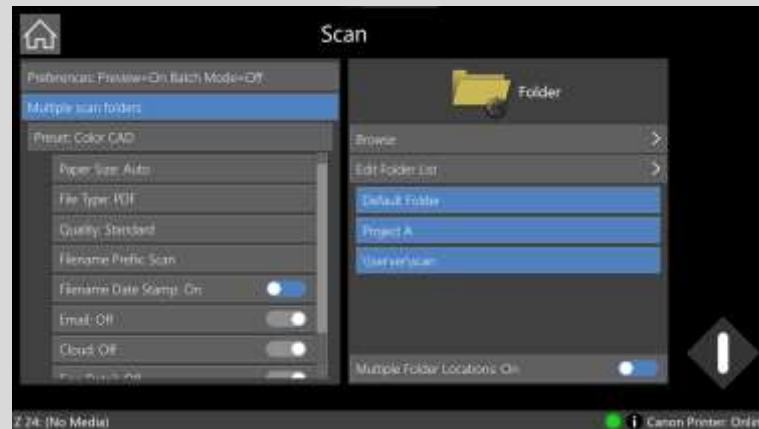 Scan
Preferences: Preview=On Batch Mode=Off
Multiple scan folders
Preset: Color CAD
Paper Size: Auto
File Type: PDF
Quality: Standard
Filename Prefix: Scan
Filename Date Stamp: On
Email: Off
Cloud: Off
Folder
Browse
Edit Folder List
Default Folder
Project A
\\server\scan
Multiple Folder Locations: On
Z 24: (No Media)
Canon Printer: Online